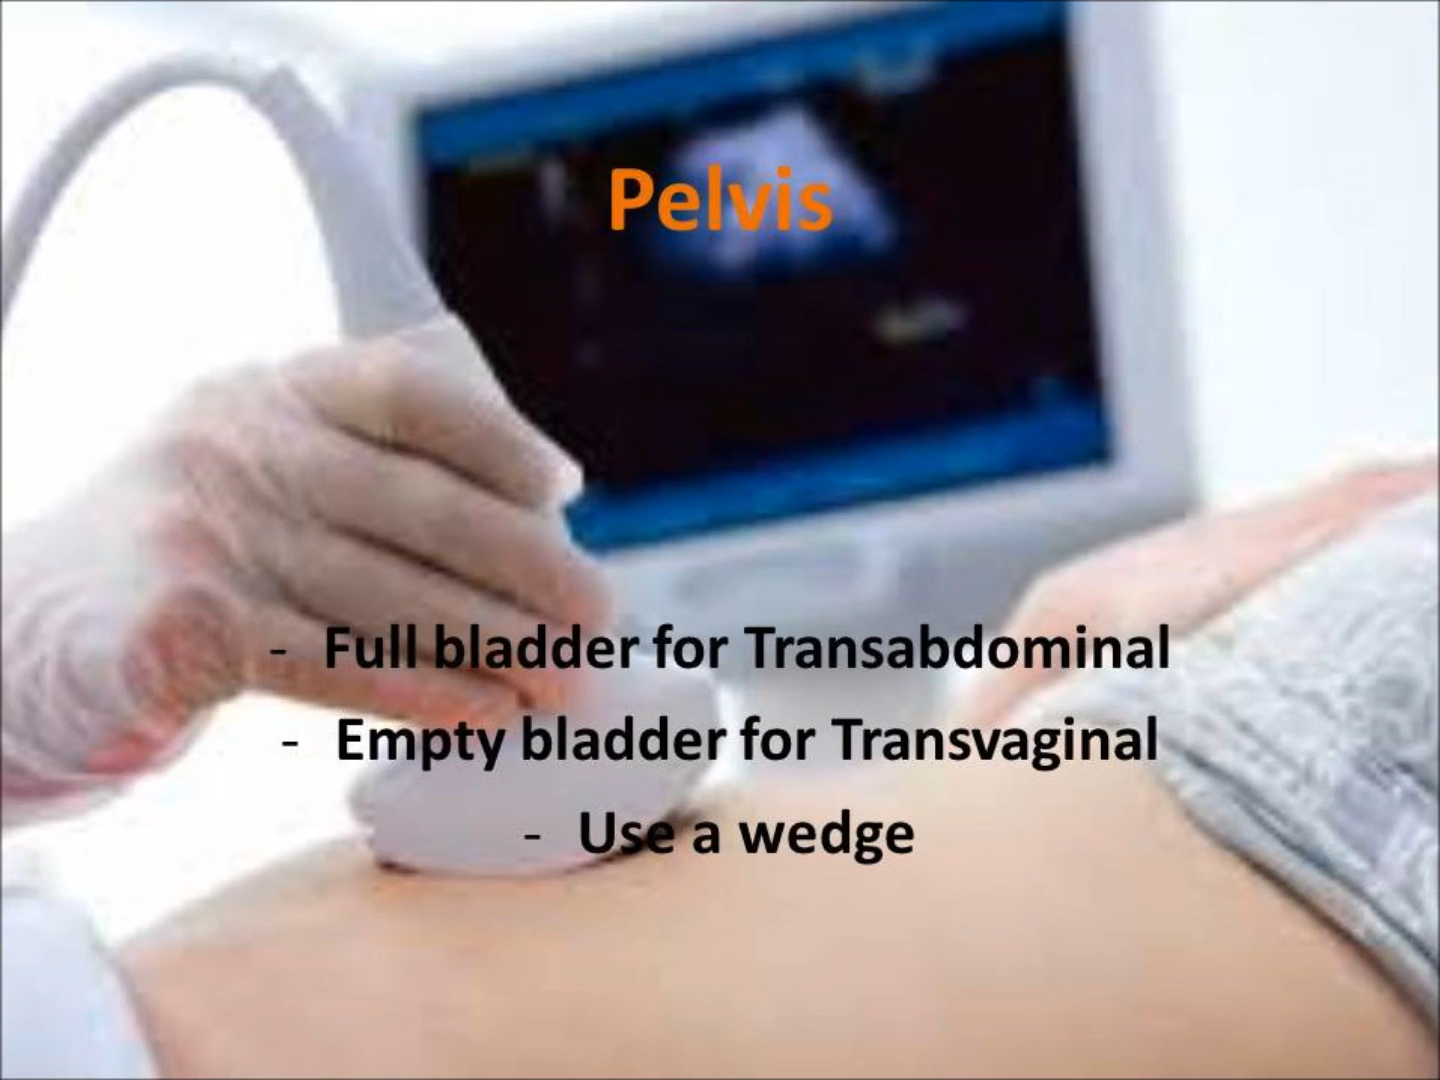 Pelvis
- Full bladder for Transabdominal
- Empty bladder for Transvaginal
- Use a wedge